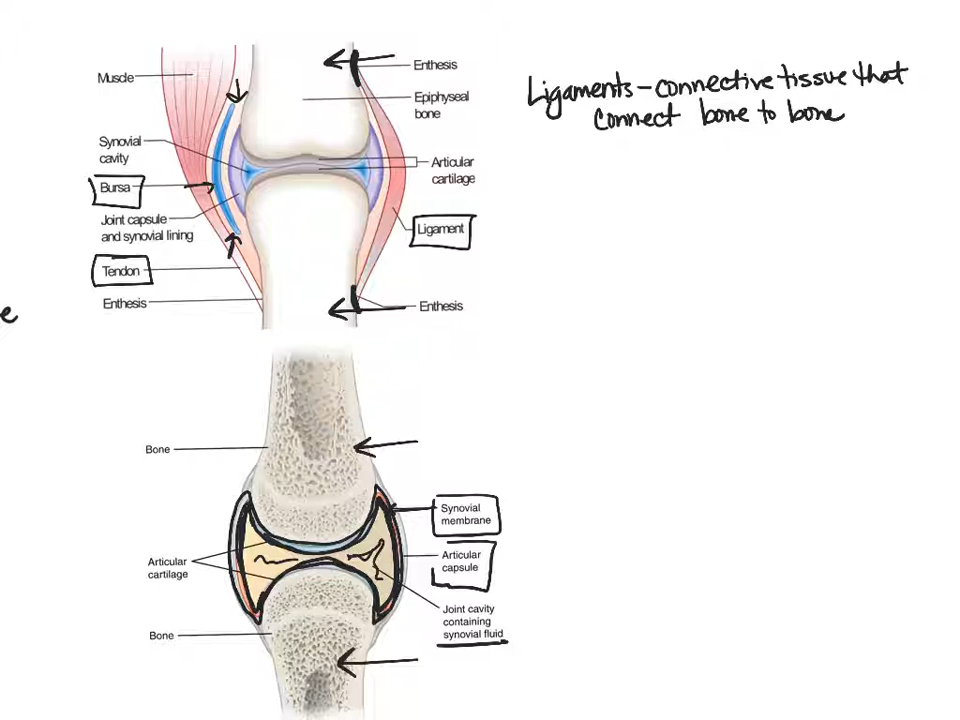 Muscle
Enthesis
Epiphyseal
bone
Synovial
cavity
Articular
cartilage
Bursa
Joint capsule
and synovial lining
Ligament
Tendon
Enthesis
Enthesis
Ligaments - connective tissue that
connect bone to bone
e
Bone
Synovial
membrane
Articular
cartilage
Articular
capsule
Joint cavity
containing
synovial fluid
Bone